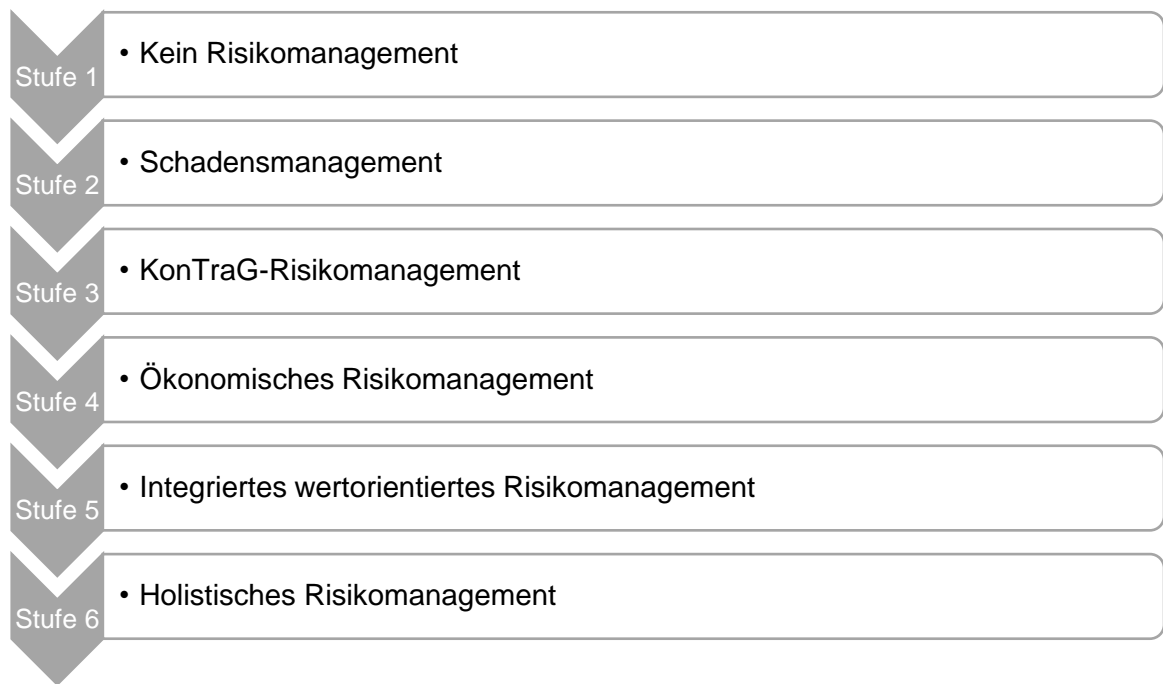 Stufe 1
• Kein Risikomanagement
Stufe 2
• Schadensmanagement
Stufe 3
• KonTraG-Risikomanagement
Stufe 4
• Ökonomisches Risikomanagement
Stufe 5
• Integriertes wertorientiertes Risikomanagement
Stufe 6
• Holistisches Risikomanagement